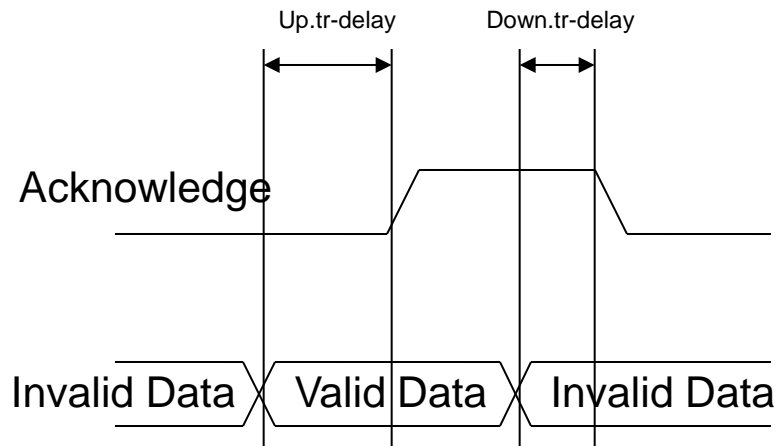 Up.tr-delay Down.tr-delay
Acknowledge
Invalid Data Valid Data Invalid Data